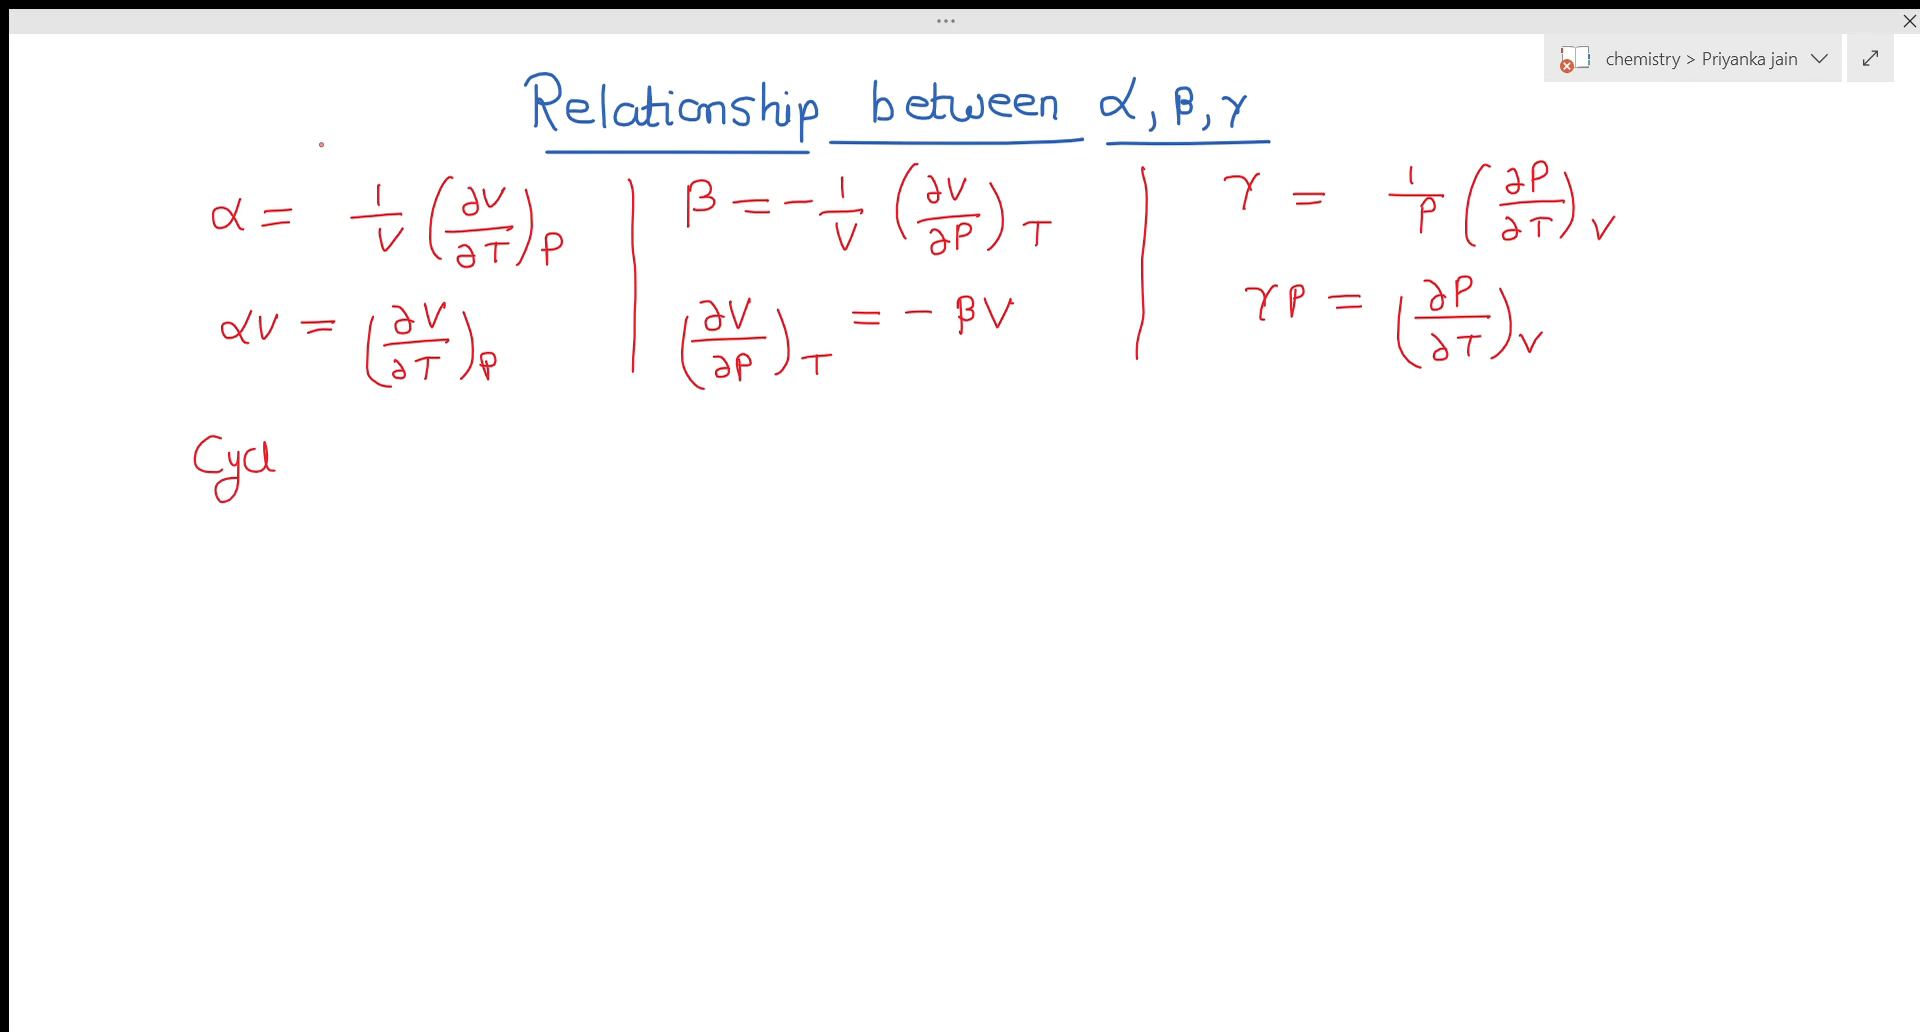 chemistry > Priyanka jain
Relationship between α, β, γ
α = 1/V (∂V/∂T)P
β = - 1/V (∂V/∂P)T
γ = 1/P (∂P/∂T)V
αV = (∂V/∂T)P
(∂V/∂P)T = - βV
γP = (∂P/∂T)V
Cycl